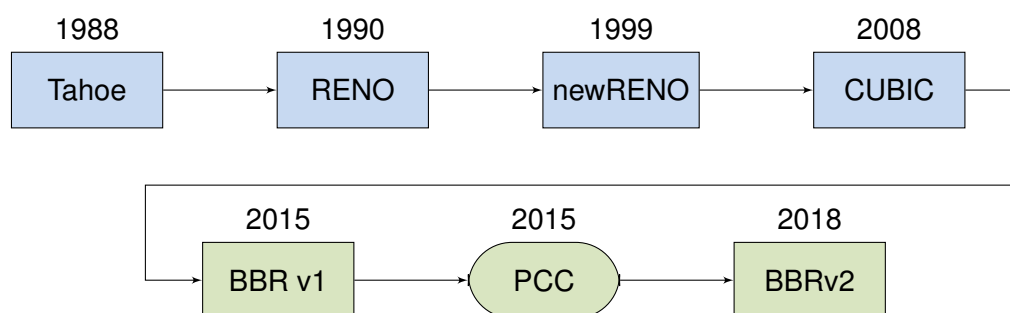 1988 1990 1999 2008
Tahoe RENO newRENO CUBIC
2015 2015 2018
BBR v1 PCC BBRv2